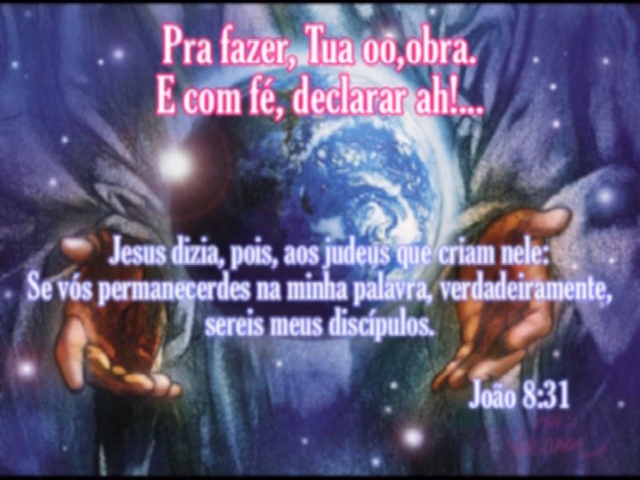 Pra fazer, Tua oo,obra.
E com fé, declarar ah!...
Jesus dizia, pois, aos judeus que criam nele:
Se vós permanecerdes na minha palavra, verdadeiramente,
sereis meus discípulos.
João 8:31